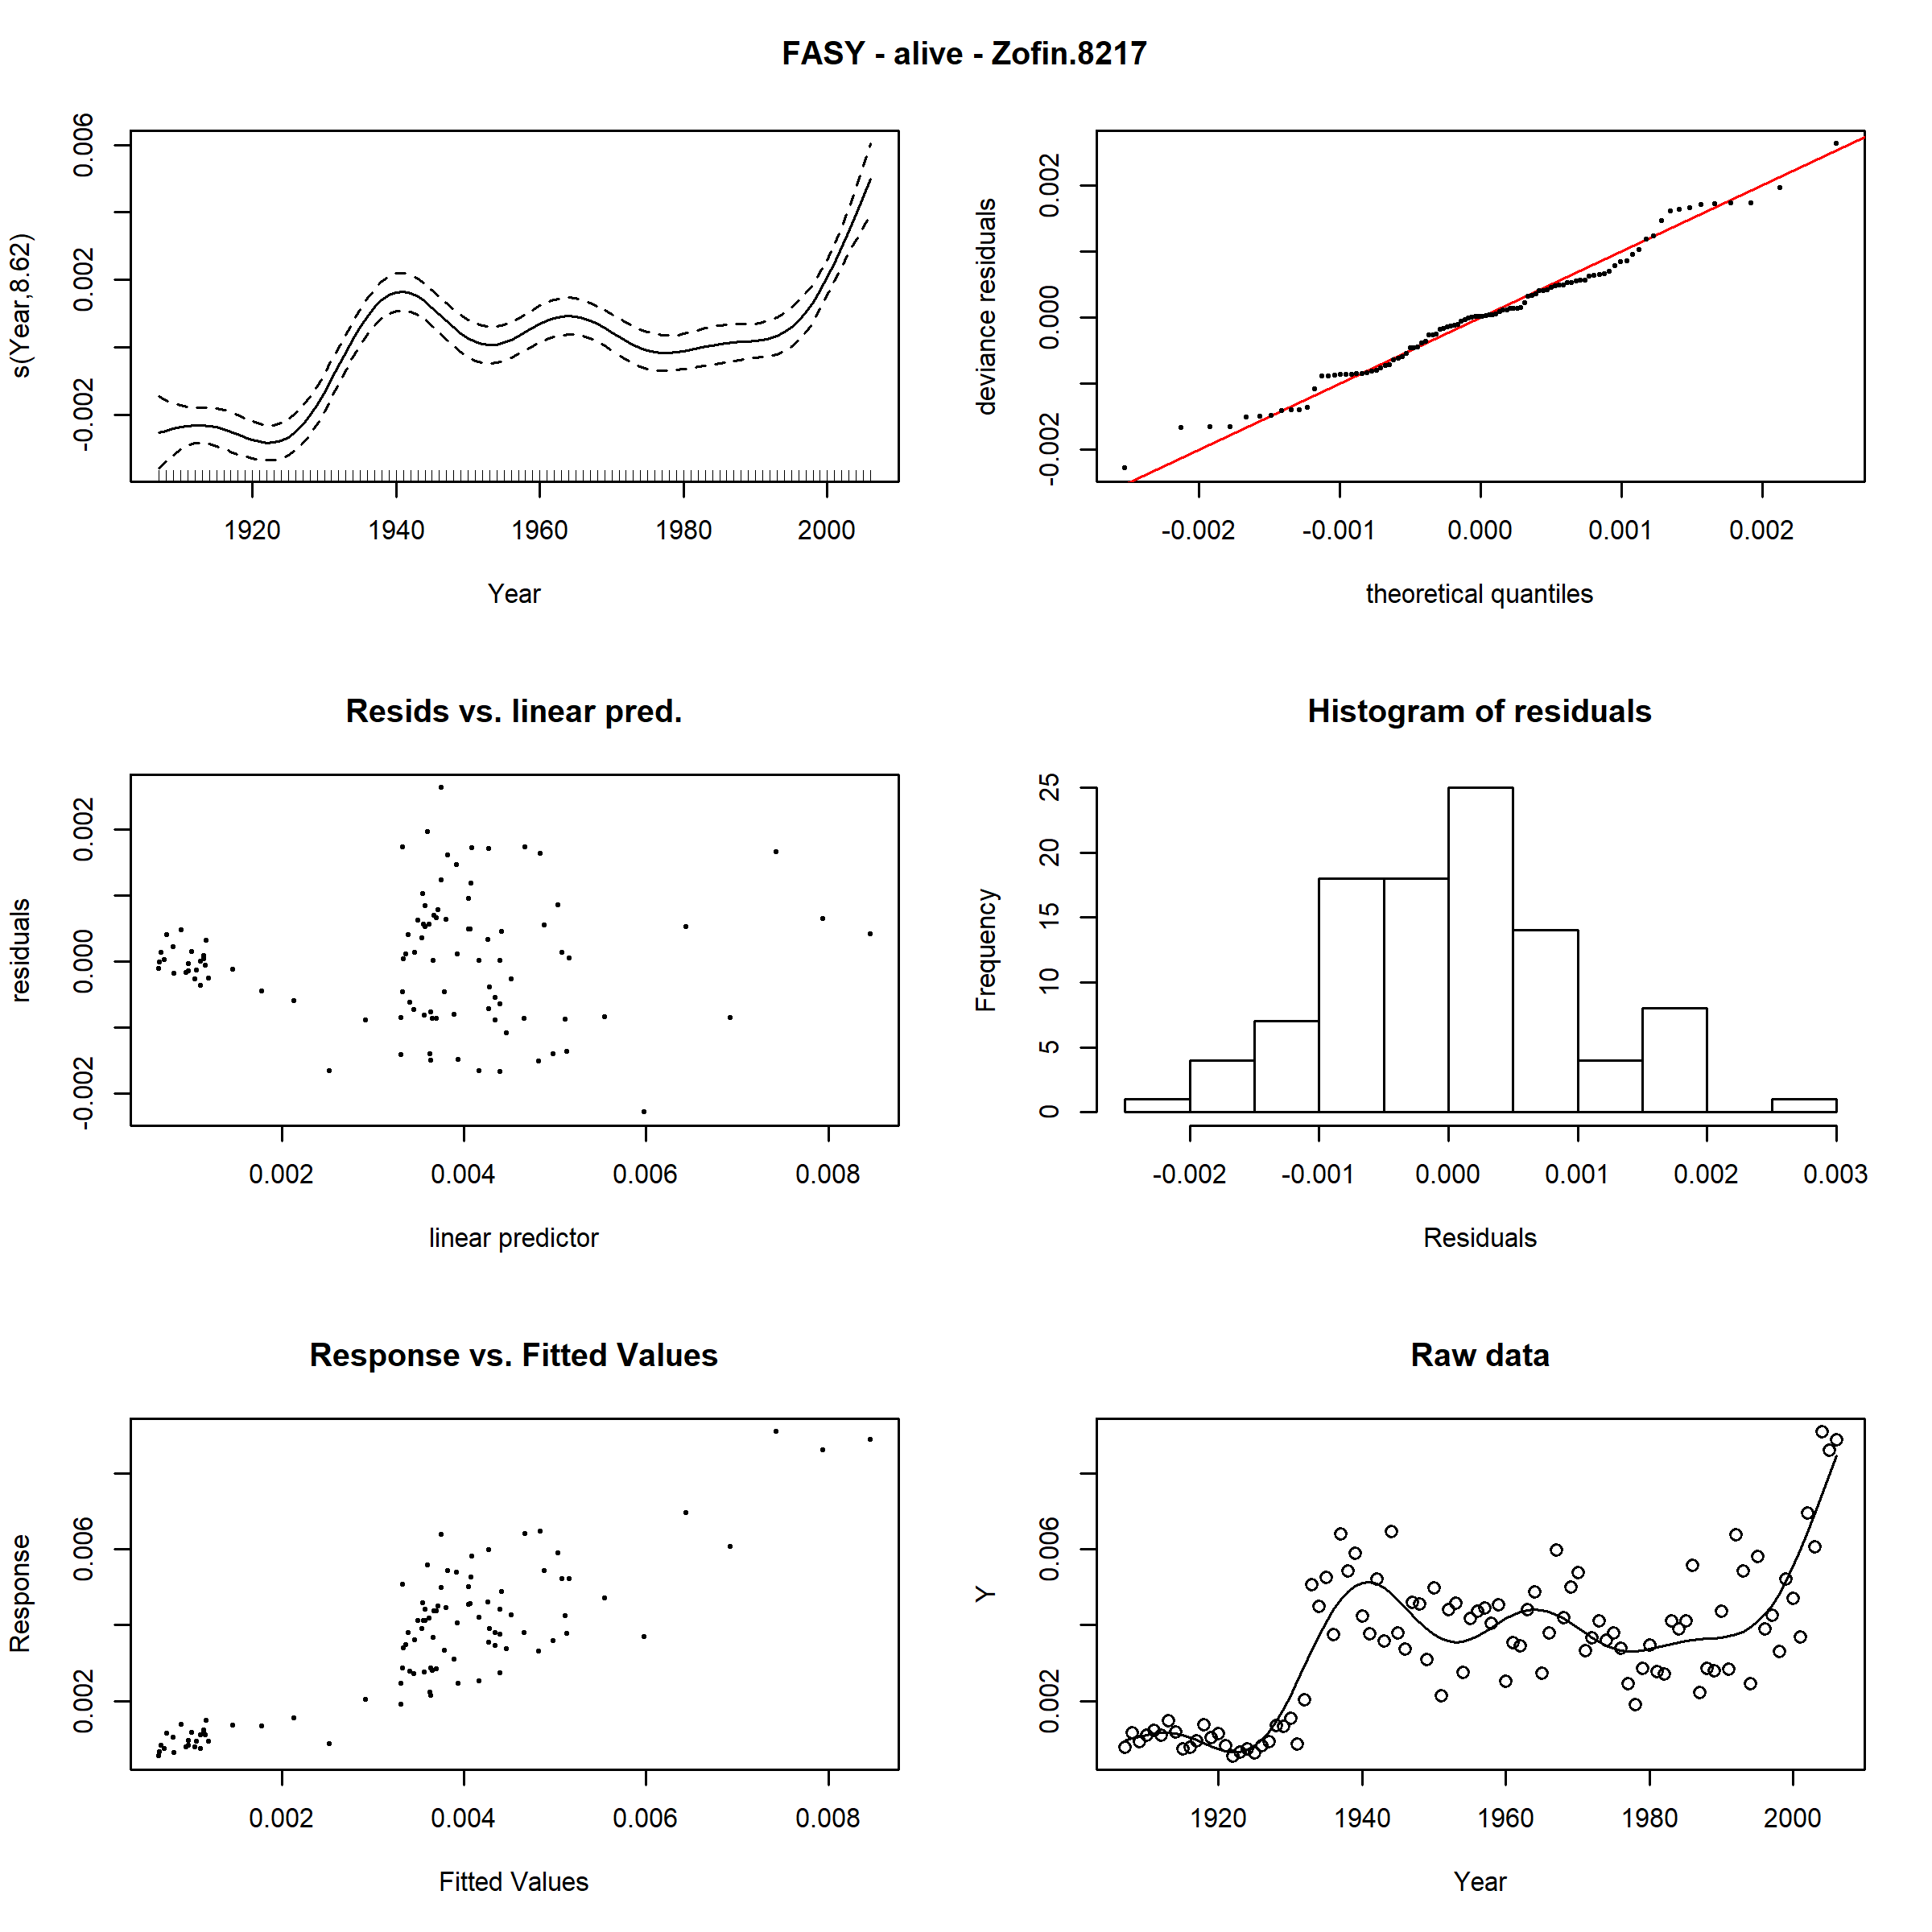 FASY - alive - Zofin.8217
s(Year,8.62)
-0.002 0.002 0.006
1920 1940 1960 1980 2000
Year
deviance residuals
-0.002 0.000 0.002
-0.002 -0.001 0.000 0.001 0.002
theoretical quantiles
Resids vs. linear pred.
residuals
-0.002 0.000 0.002
0.002 0.004 0.006 0.008
linear predictor
Histogram of residuals
Frequency
0 5 10 15 20 25
-0.002 -0.001 0.000 0.001 0.002 0.003
Residuals
Response vs. Fitted Values
Response
0.002 0.006
0.002 0.004 0.006 0.008
Fitted Values
Raw data
Y
0.002 0.006
1920 1940 1960 1980 2000
Year